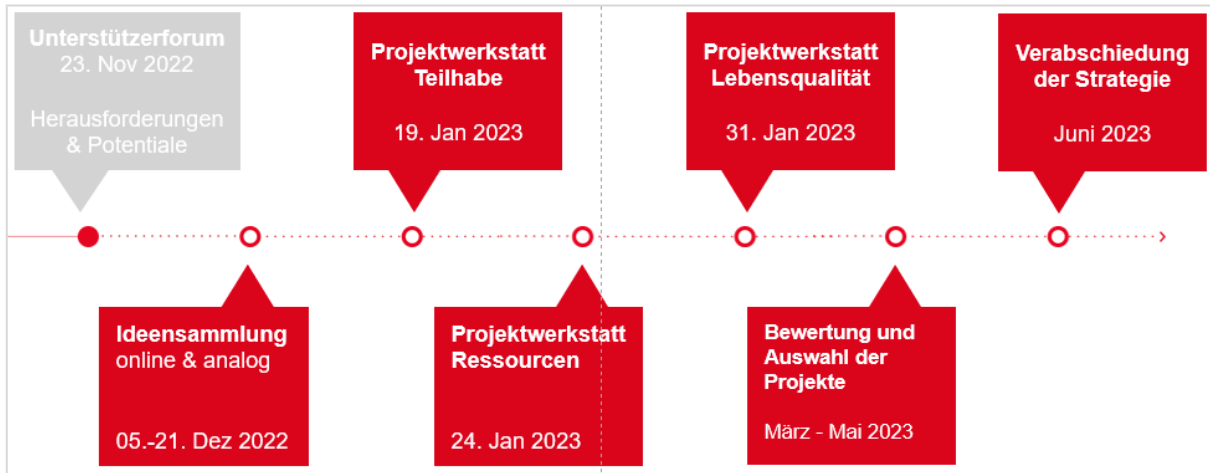 Unterstützerforum
23. Nov 2022
Herausforderungen
& Potentiale
Projektwerkstatt
Teilhabe
19. Jan 2023
Projektwerkstatt
Lebensqualität
31. Jan 2023
Verabschiedung
der Strategie
Juni 2023
Ideensammlung
online & analog
05.-21. Dez 2022
Projektwerkstatt
Ressourcen
24. Jan 2023
Bewertung und
Auswahl der
Projekte
März - Mai 2023